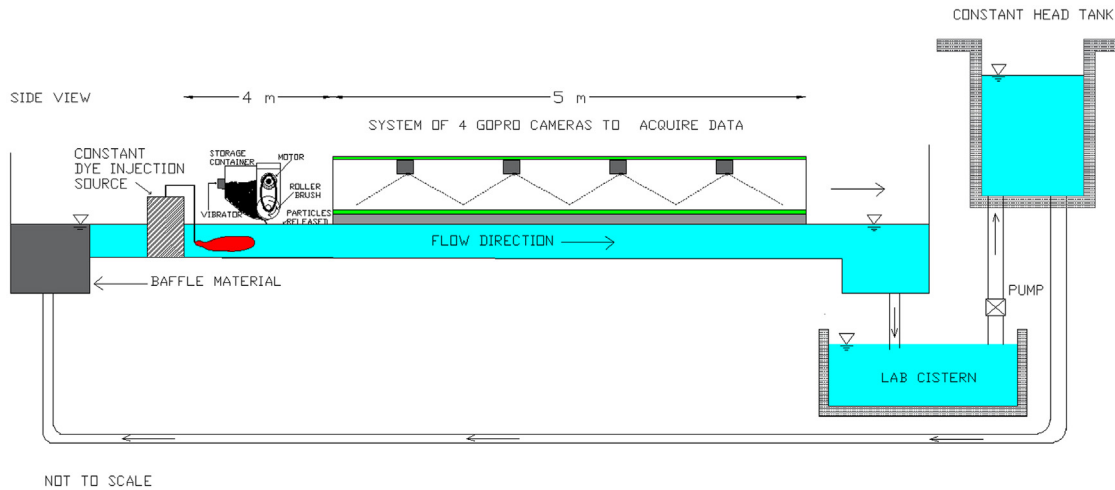 CONSTANT HEAD TANK
SIDE VIEW
4 m
5 m
SYSTEM OF 4 GOPRO CAMERAS TO ACQUIRE DATA
CONSTANT
DYE INJECTION
SOURCE
STORAGE
CONTAINER
MOTOR
ROLLER
BRUSH
VIBRATOR
PARTICLES
RELEASED
FLOW DIRECTION
BAFFLE MATERIAL
PUMP
LAB CISTERN
NOT TO SCALE